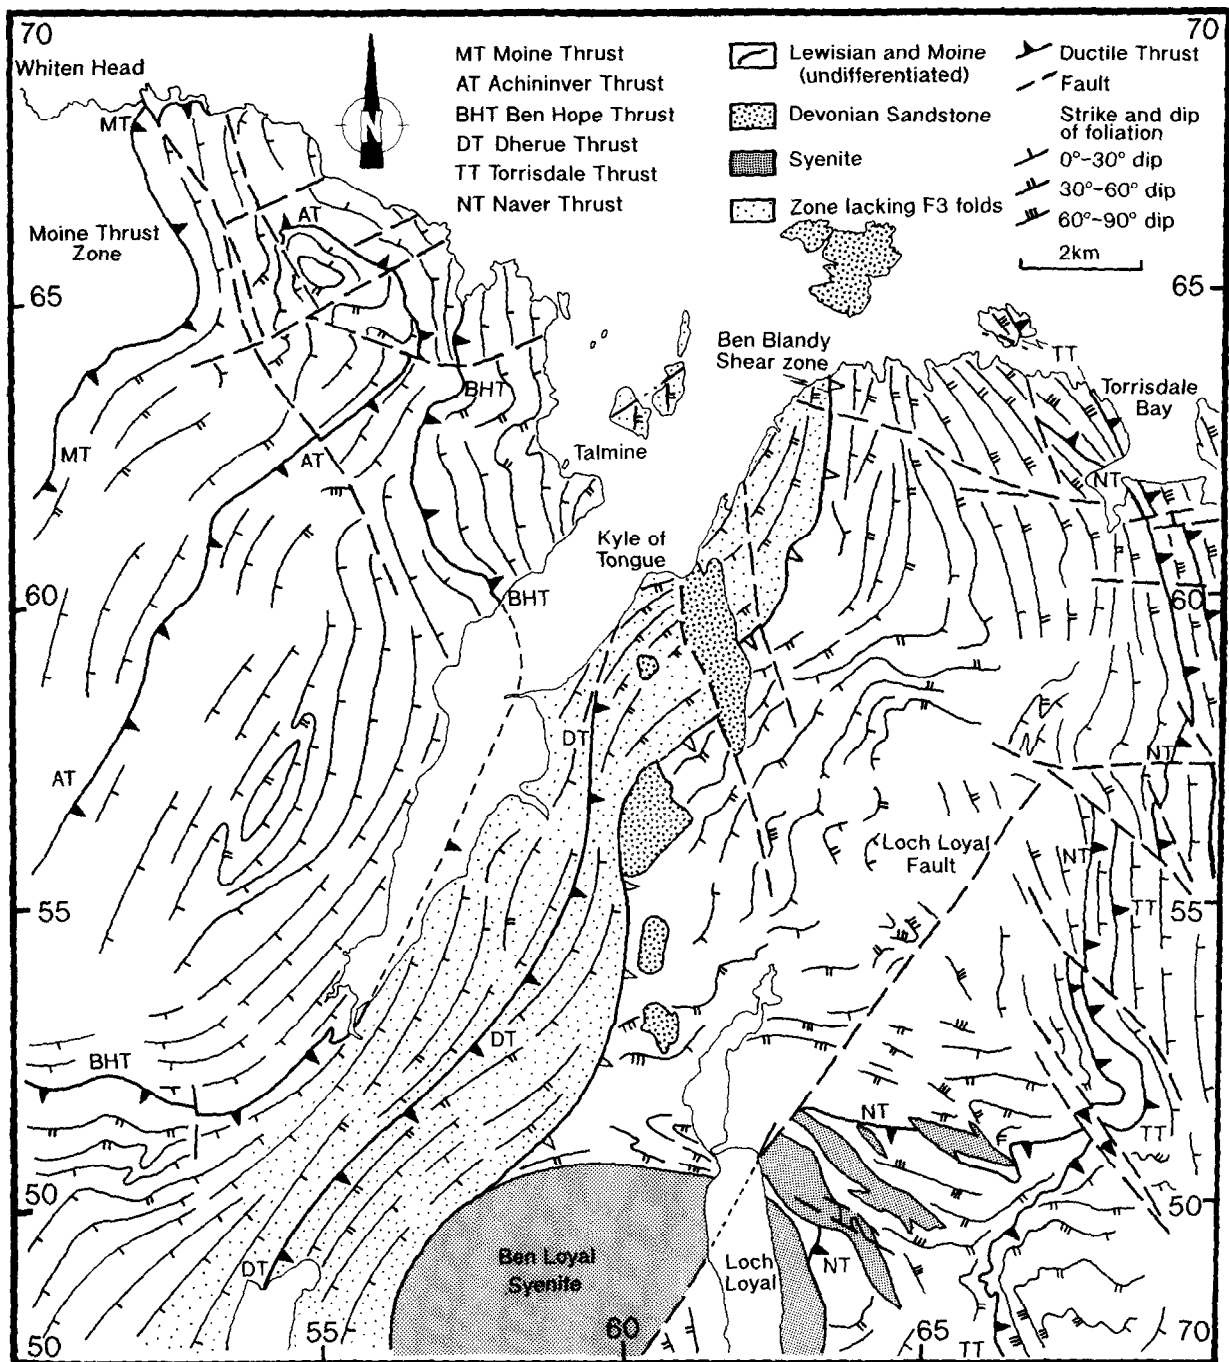 70
70
Whiten Head
MT Moine Thrust
AT Achininver Thrust
BHT Ben Hope Thrust
DT Dherue Thrust
TT Torrisdale Thrust
NT Naver Thrust
Lewisian and Moine
(undifferentiated)
Devonian Sandstone
Syenite
Zone lacking F3 folds
Ductile Thrust
Fault
Strike and dip
of foliation
0°-30° dip
30°-60° dip
60°-90° dip
2km
N
MT
AT
Moine Thrust
Zone
65
65
Ben Blandy
Shear zone
TT
Torrisdale
Bay
BHT
MT
AT
Talmine
NT
Kyle of
Tongue
60
BHT
60
DT
NT
AT
Loch Loyal
Fault
NT
55
TT
55
DT
BHT
NT
TT
50
50
Ben Loyal
Syenite
Loch
Loyal
NT
DT
50
55
60
65
TT
70